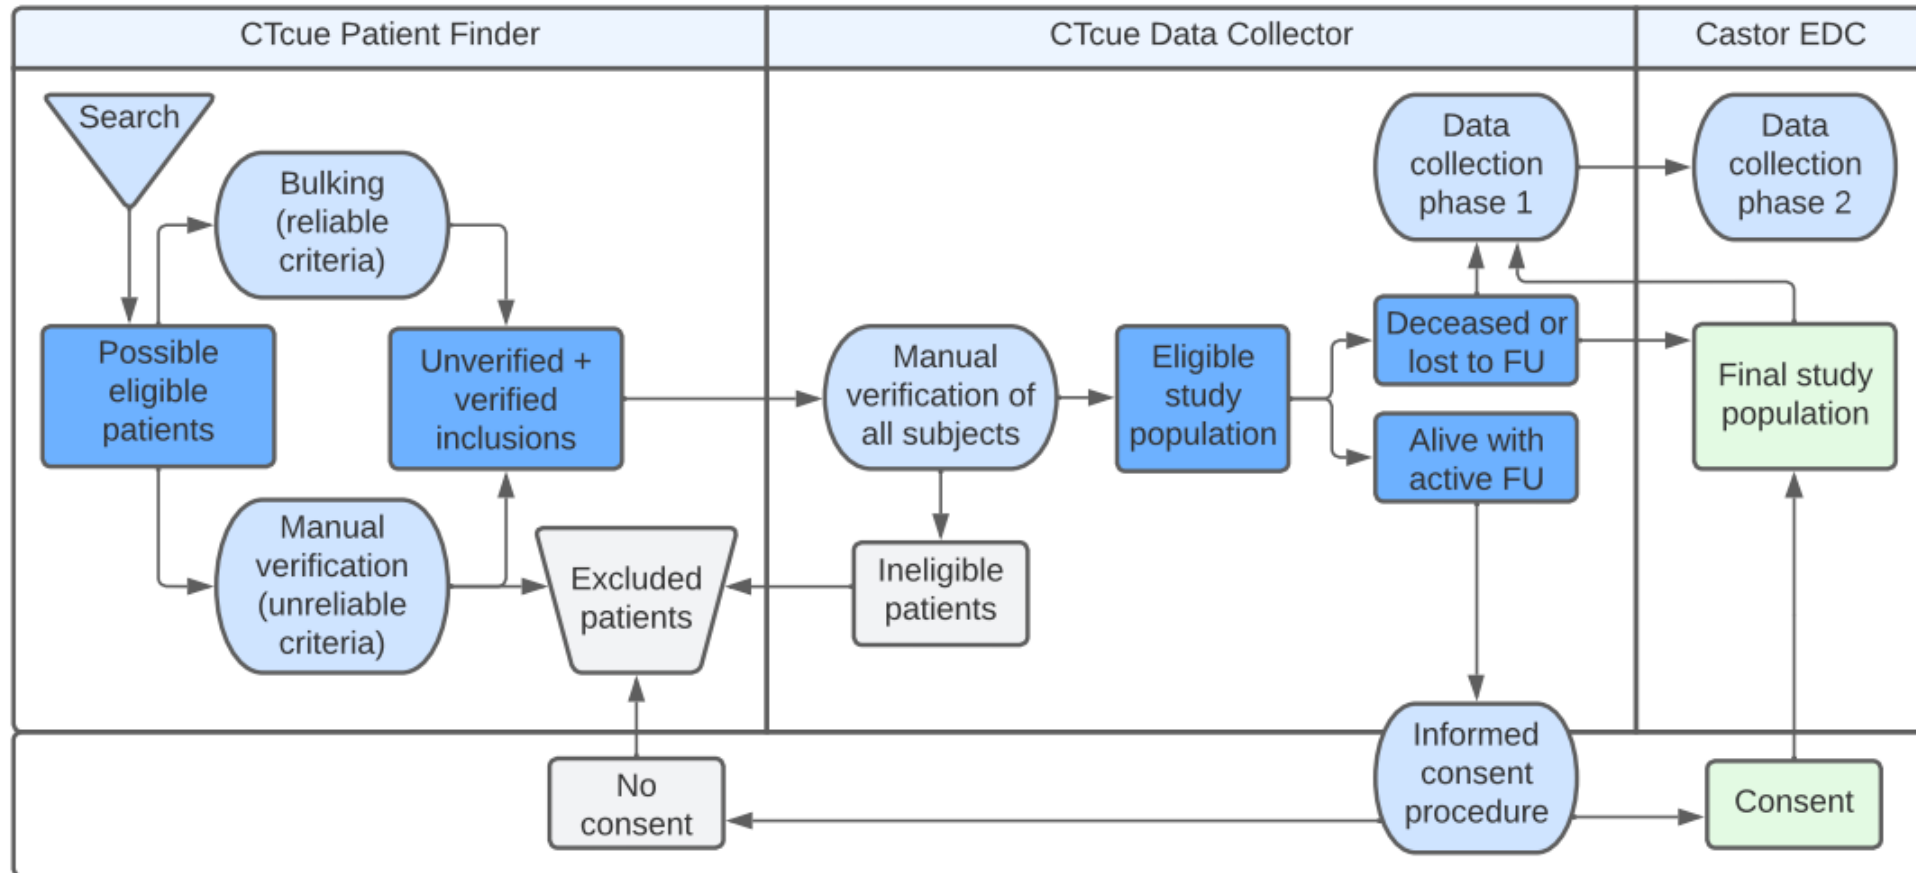 CTcue Patient Finder
CTcue Data Collector
Castor EDC
Search
Bulking
(reliable
criteria)
Possible
eligible
patients
Unverified +
verified
inclusions
Manual
verification
(unreliable
criteria)
Excluded
patients
Manual
verification of
all subjects
Ineligible
patients
Eligible
study
population
Data
collection
phase 1
Deceased or
lost to FU
Alive with
active FU
Data
collection
phase 2
Final study
population
No
consent
Informed
consent
procedure
Consent